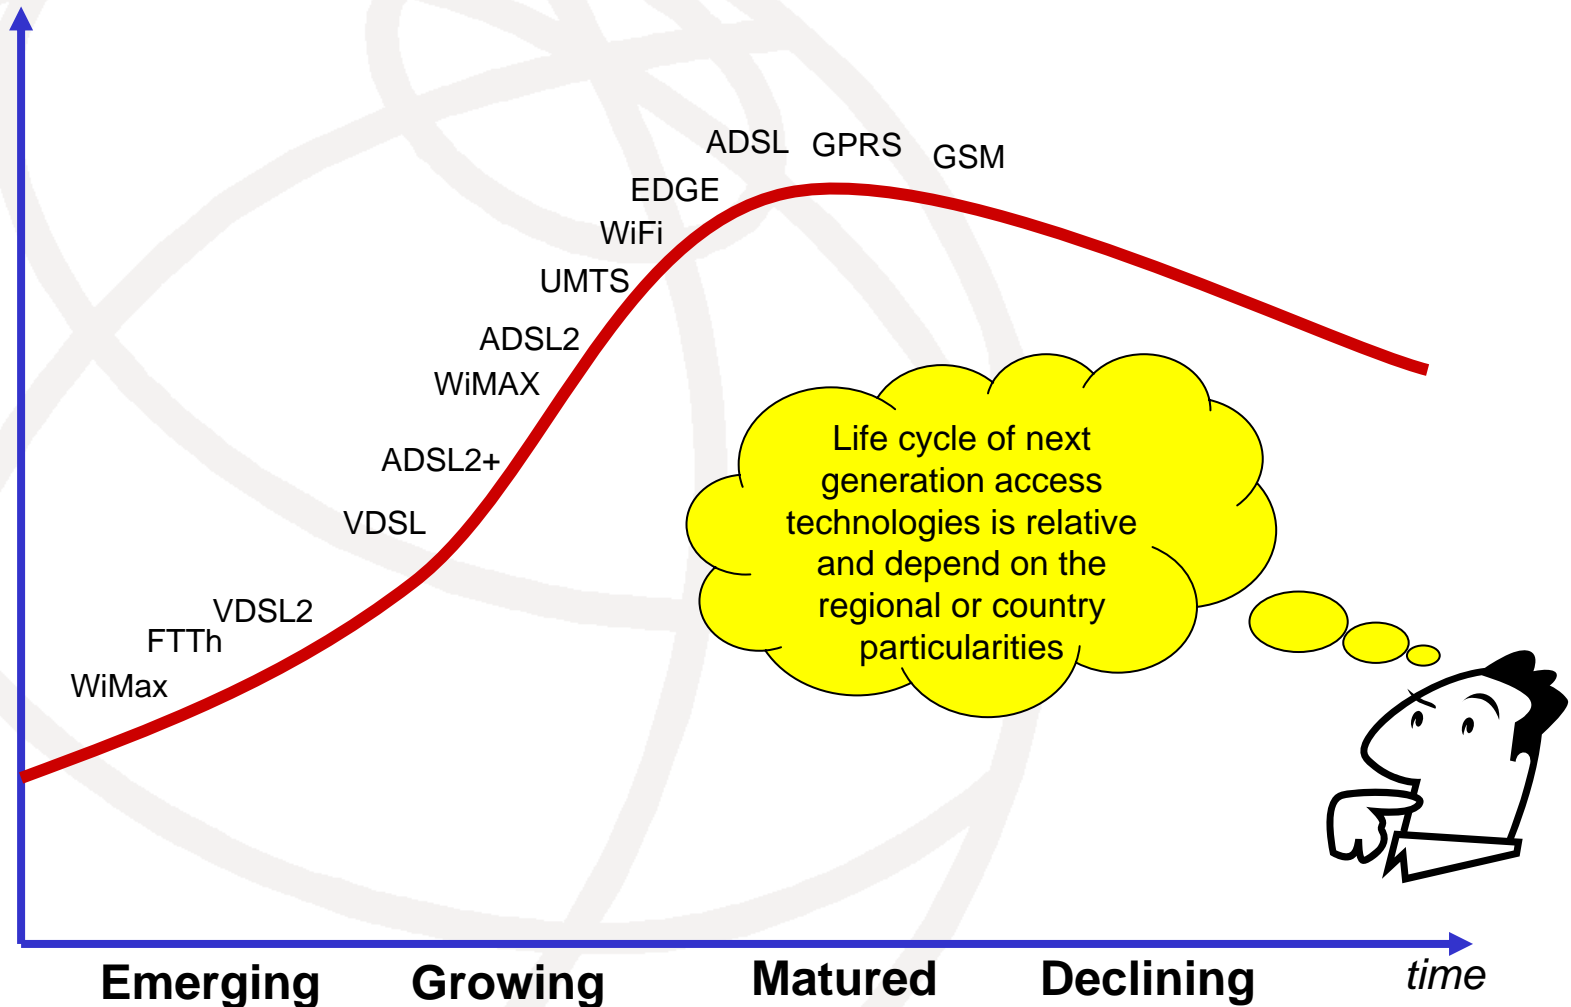 ADSL GPRS GSM
EDGE
WiFi
UMTS
ADSL2
WiMAX
ADSL2+
VDSL
VDSL2
FTTh
WiMax
Life cycle of next
generation access
technologies is relative
and depend on the
regional or country
particularities
Emerging Growing Matured Declining time